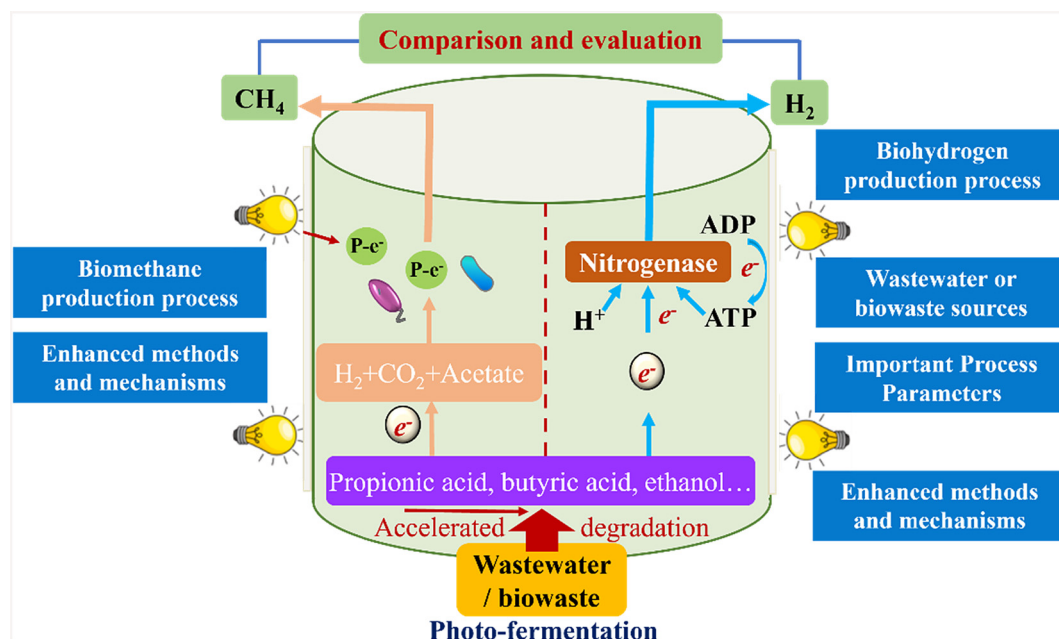 Comparison and evaluation
CH4
H2
Biohydrogen
production process
ADP
P-e-
P-e-
Nitrogenase
e-
Biomethane
production process
Wastewater or
biowaste sources
H+
e-
ATP
Enhanced methods
and mechanisms
H2+CO2+Acetate
e-
Important Process
Parameters
e-
Propionic acid, butyric acid, ethanol...
Enhanced methods
and mechanisms
Accelerated degradation
Wastewater
/ biowaste
Photo-fermentation